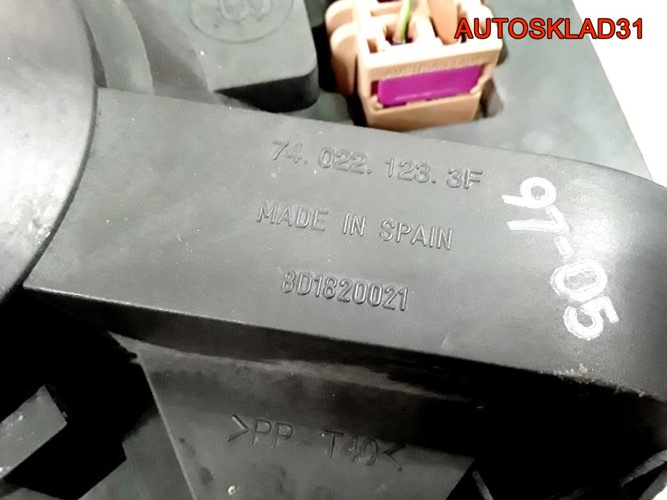 AUTOSKLAD31
74. 022. 123. 3F
MADE IN SPAIN
8D1820021
97-05
>PP-T40<